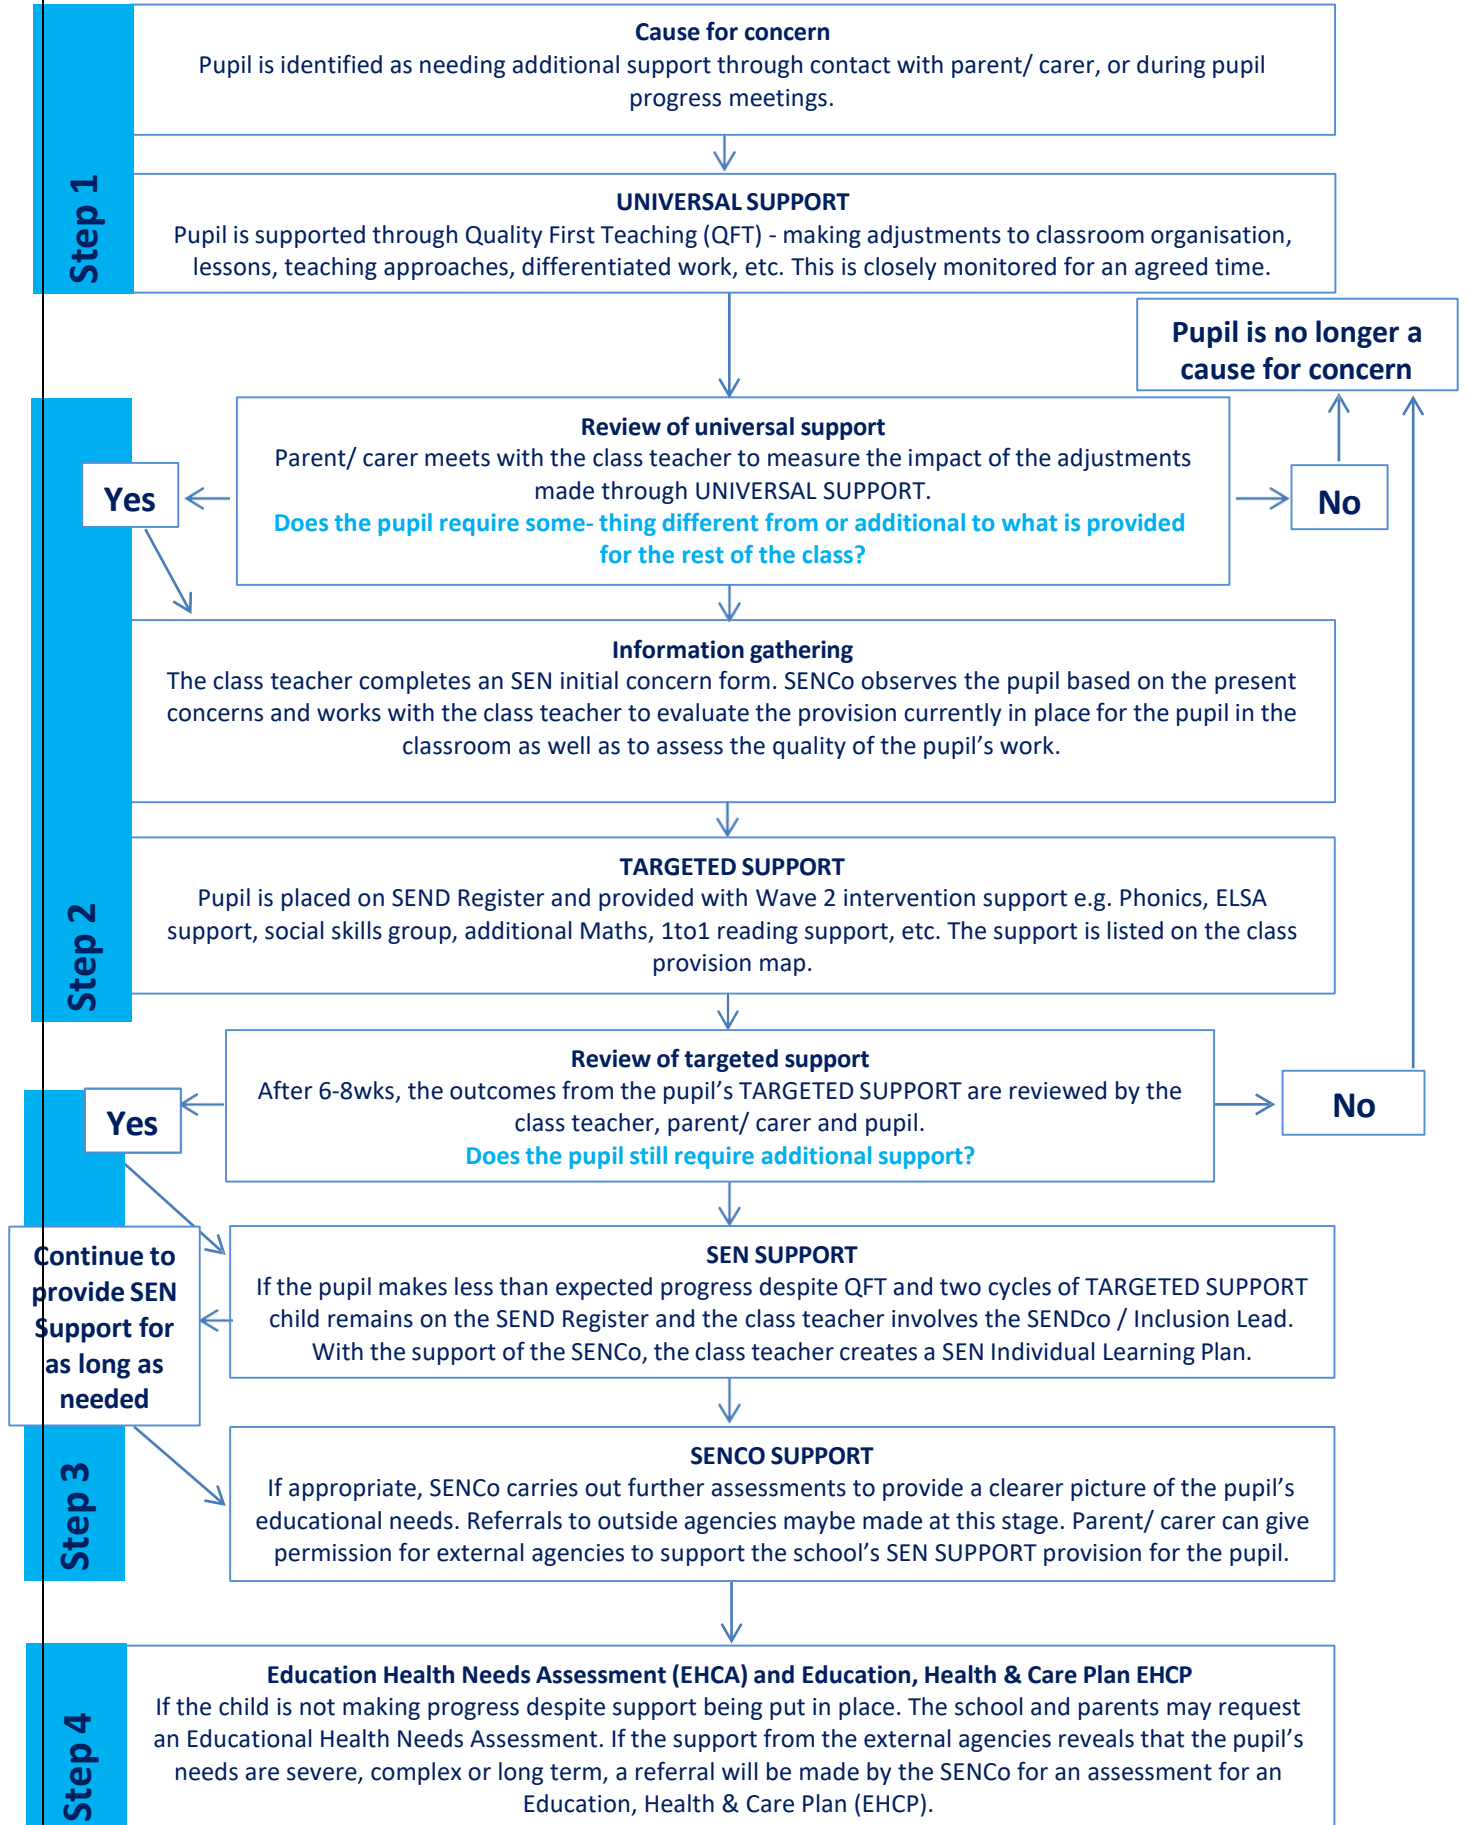 Cause for concern
Pupil is identified as needing additional support through contact with parent/ carer, or during pupil
progress meetings.
Step 1
UNIVERSAL SUPPORT
Pupil is supported through Quality First Teaching (QFT) - making adjustments to classroom organisation,
lessons, teaching approaches, differentiated work, etc. This is closely monitored for an agreed time.
Pupil is no longer a
cause for concern
Review of universal support
Parent/ carer meets with the class teacher to measure the impact of the adjustments
made through UNIVERSAL SUPPORT.
Does the pupil require some- thing different from or additional to what is provided
for the rest of the class?
Yes
No
Information gathering
The class teacher completes an SEN initial concern form. SENCo observes the pupil based on the present
concerns and works with the class teacher to evaluate the provision currently in place for the pupil in the
classroom as well as to assess the quality of the pupil's work.
Step 2
TARGETED SUPPORT
Pupil is placed on SEND Register and provided with Wave 2 intervention support e.g. Phonics, ELSA
support, social skills group, additional Maths, 1to1 reading support, etc. The support is listed on the class
provision map.
Review of targeted support
After 6-8wks, the outcomes from the pupil's TARGETED SUPPORT are reviewed by the
class teacher, parent/ carer and pupil.
Does the pupil still require additional support?
Yes
No
Continue to
provide SEN
Support for
as long as
needed
SEN SUPPORT
If the pupil makes less than expected progress despite QFT and two cycles of TARGETED SUPPORT
child remains on the SEND Register and the class teacher involves the SENDco / Inclusion Lead.
With the support of the SENCo, the class teacher creates a SEN Individual Learning Plan.
Step 3
SENCO SUPPORT
If appropriate, SENCo carries out further assessments to provide a clearer picture of the pupil's
educational needs. Referrals to outside agencies maybe made at this stage. Parent/ carer can give
permission for external agencies to support the school's SEN SUPPORT provision for the pupil.
Step 4
Education Health Needs Assessment (EHCA) and Education, Health & Care Plan EHCP
If the child is not making progress despite support being put in place. The school and parents may request
an Educational Health Needs Assessment. If the support from the external agencies reveals that the pupil's
needs are severe, complex or long term, a referral will be made by the SENCo for an assessment for an
Education, Health & Care Plan (EHCP).